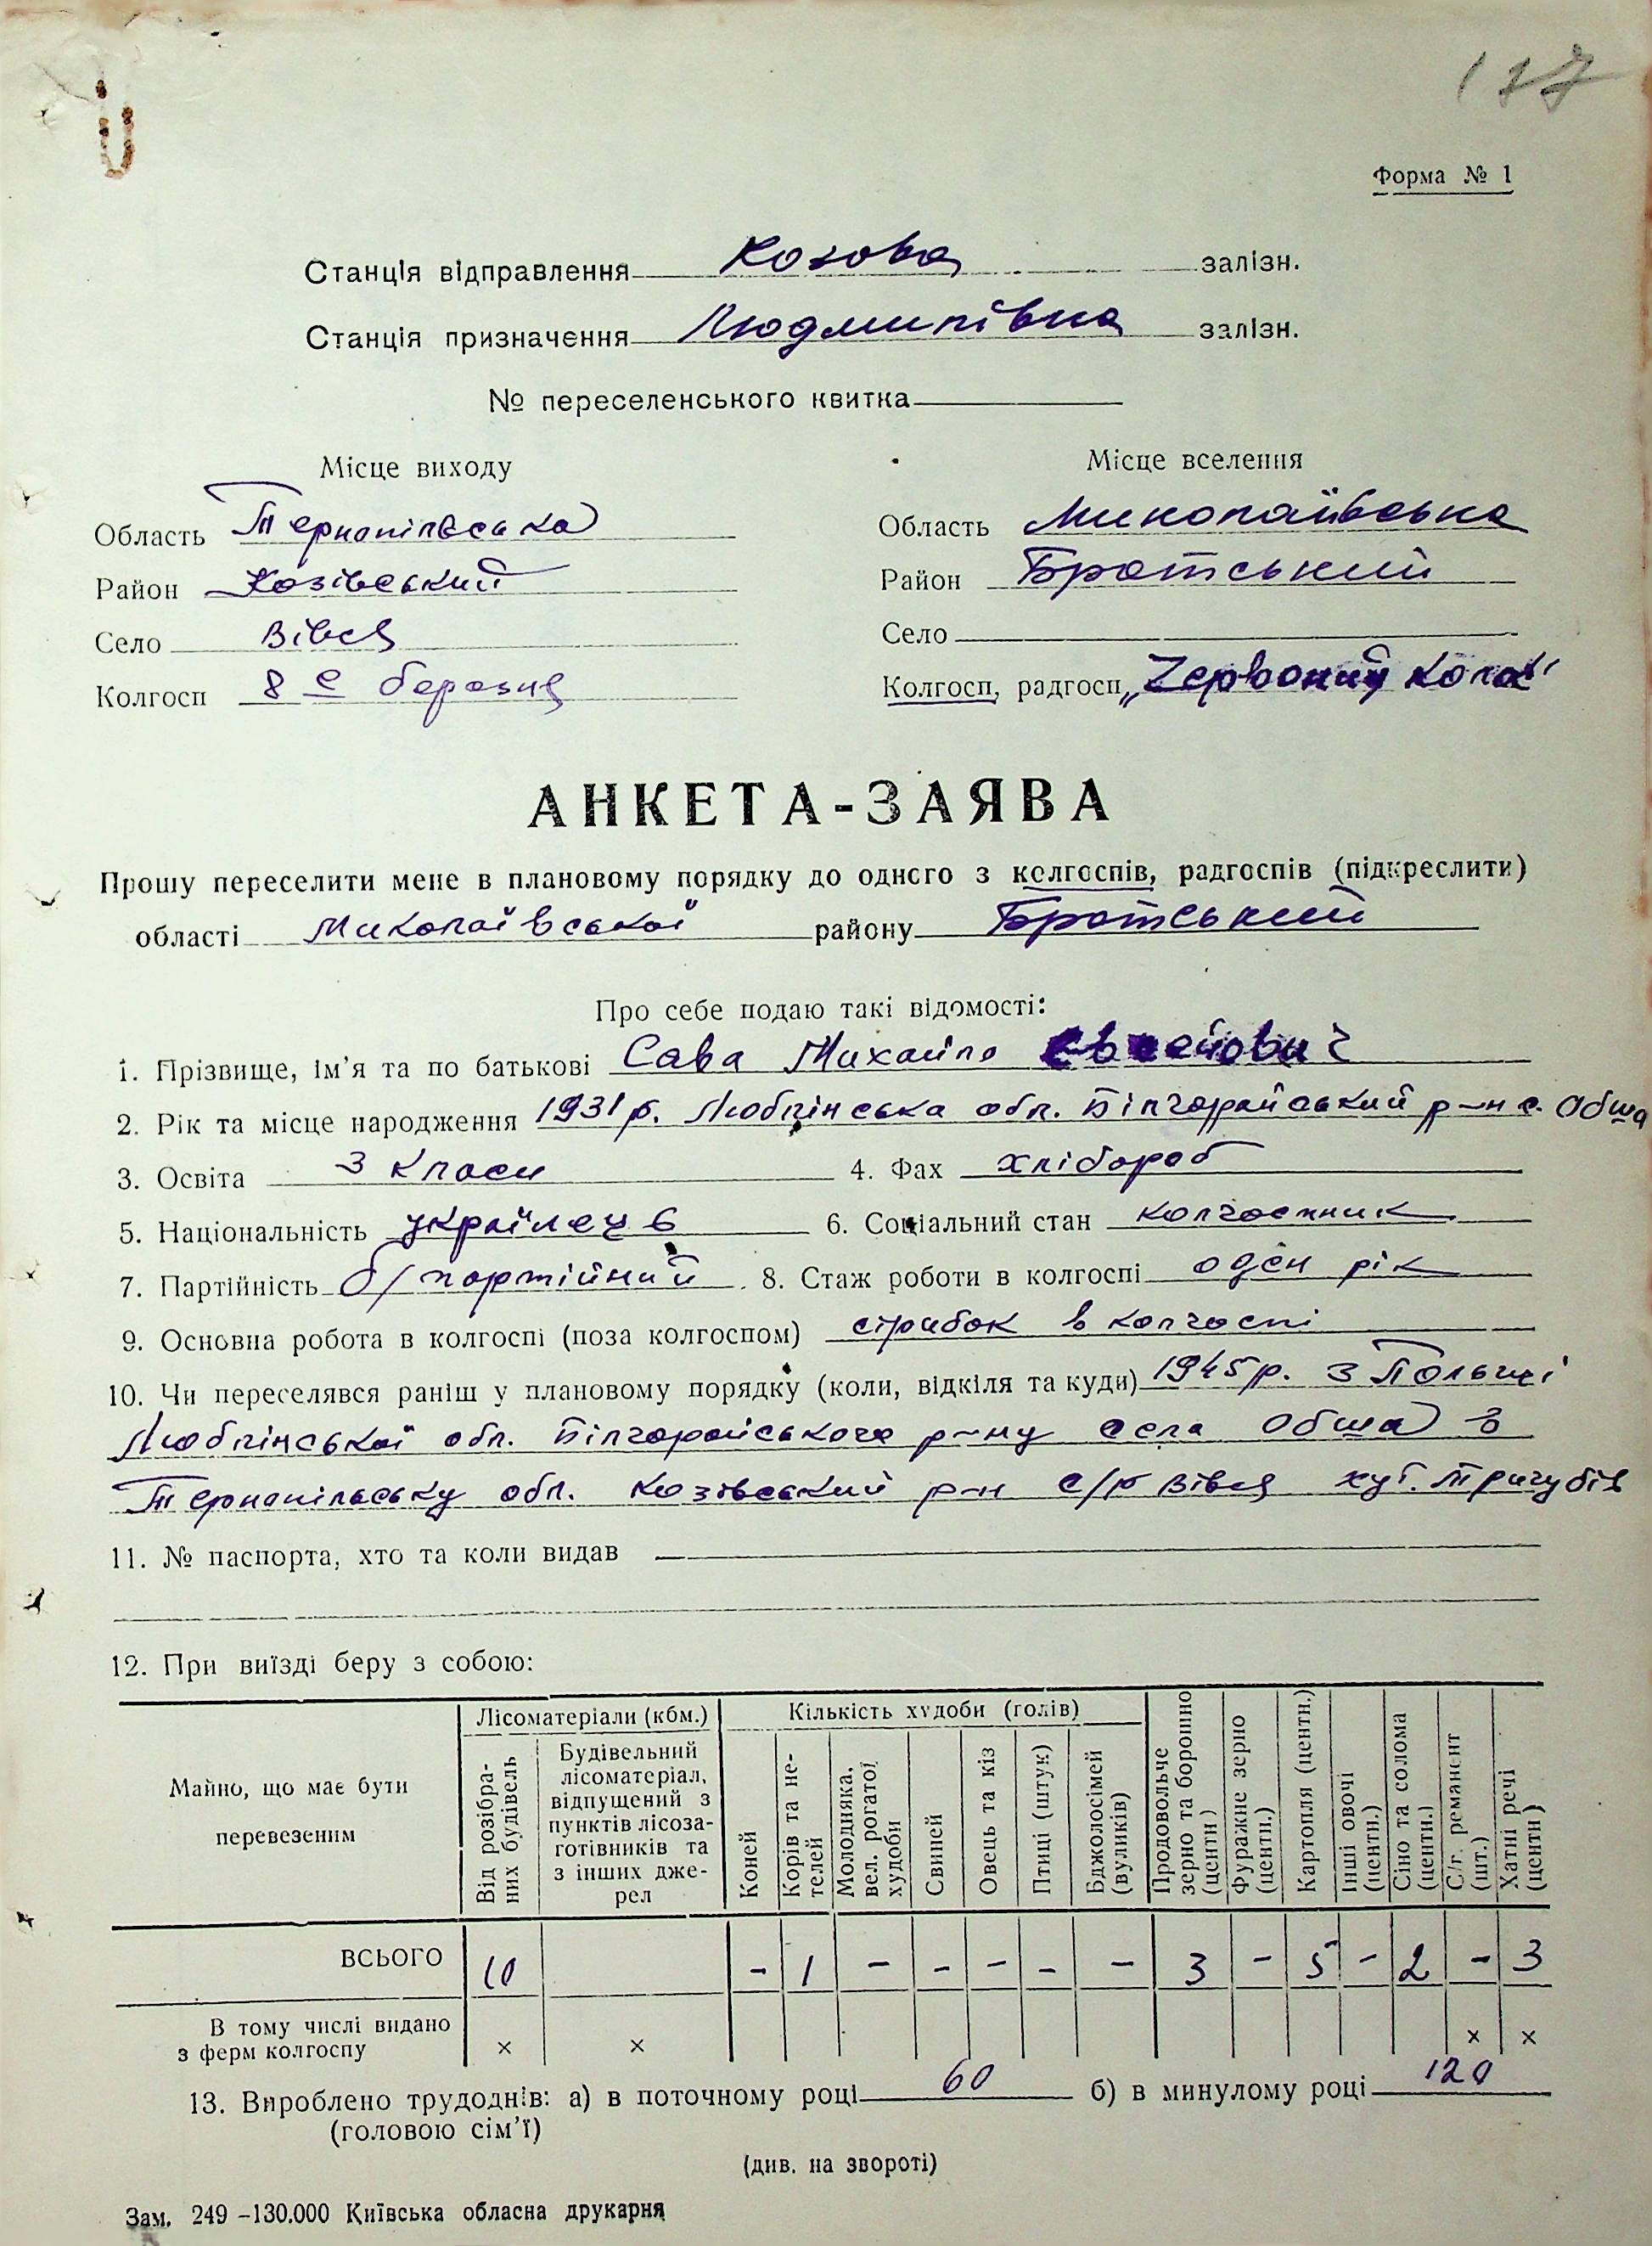 177
Форма № 1
Станція відправлення Козова залізн.
Станція призначення Людмилівка залізн.
№ переселенського квитка
Місце виходу Місце вселення
Область Тернопільська Область Миколаївська
Район Козівський Район Братський
Село Вівся Село
Колгосп 8 е березня Колгосп, радгосп „Червоний
АНКЕТА-ЗАЯВА
Прошу переселити мене в плановому порядку до одного з колгоспів, радгоспів (підкреслити)
області Миколаївської району Братський
Про себе подаю такі відомості:
1. Прізвище, ім'я та по батькові Сава Михайло
2. Рік та місце народження 1931 р. Люблінська обл. Білгорайський р-н с. Обша
3. Освіта 3 класи 4. Фах хлібороб
5. Національність українець 6. Соціальний стан колгоспник
7. Партійність б/партійний 8. Стаж роботи в колгоспі оден рік
9. Основна робота в колгоспі (поза колгоспом) в колгоспі
10. Чи переселявся раніш у плановому порядку (коли, відкіля та куди) 1945 р. З Польщі
Люблінської обл. Білгорайського р-ну села Обша в
Тернопільську обл. Козівський р-н с/р Вівся хут. Тригубів
11. № паспорта, хто та коли видав
12. При виїзді беру з собою:
Майно, що має бути перевезеним
Лісоматеріали (кбм.) Кількість худоби (голів)
Від розібраних будівель
Будівельний лісоматеріал, відпущений з пунктів лісозаготівників та з інших джерел
Коней
Корів та нетелей
Молодняка, вел. рогатої худоби
Свиней
Овець та кіз
Птиці (штук)
Бджолосімей (вуликів)
Продовольче зерно та борошно (центн)
Фуражне зерно (центн.)
Картопля (центн.)
Інші овочі (центн.)
Сіно та солома (центн.)
С/г. реманент (шт.)
Хатні речі (центн)
ВСЬОГО 10 - 1 - - - - - 3 - 5 - 2 - 3
В тому числі видано
з ферм колгоспу × × × ×
13. Вироблено трудоднів: а) в поточному році 60 б) в минулому році 120
(головою сім'ї)
(див. на звороті)
Зам. 249 -130.000 Київська обласна друкарня